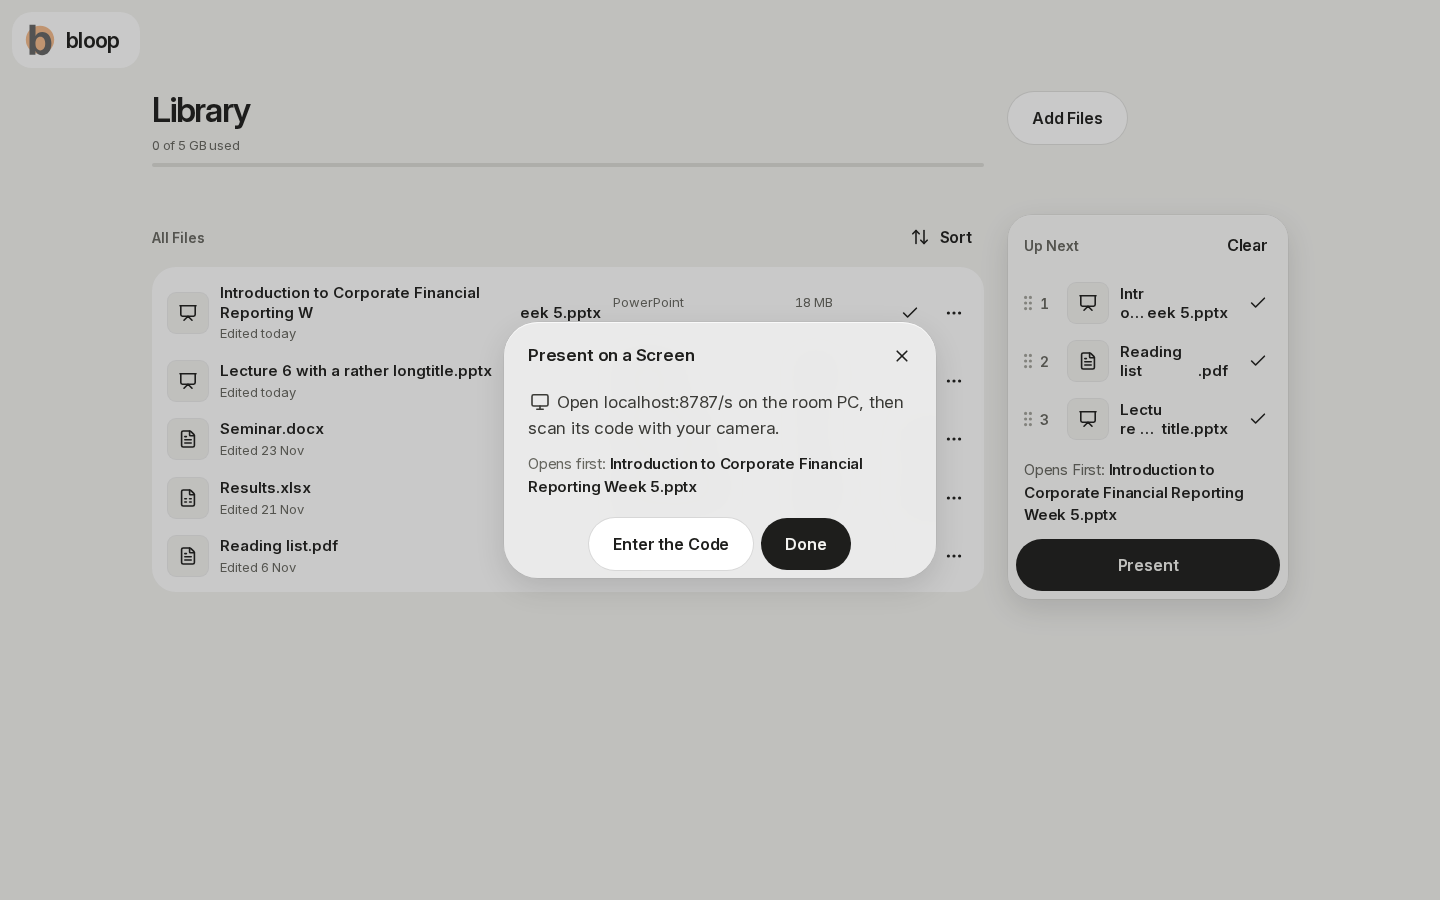 bloop
Library
0 of 5 GB used
Add Files
All Files
Sort
Introduction to Corporate Financial
Reporting W eek 5.pptx
Edited today
PowerPoint
18 MB
Lecture 6 with a rather longtitle.pptx
Edited today
Seminar.docx
Edited 23 Nov
Results.xlsx
Edited 21 Nov
Reading list.pdf
Edited 6 Nov
Present on a Screen
Open localhost:8787/s on the room PC, then
scan its code with your camera.
Opens first: Introduction to Corporate Financial
Reporting Week 5.pptx
Enter the Code
Done
Up Next
Clear
1
Intr
o… eek 5.pptx
2
Reading
list .pdf
3
Lectu
re … title.pptx
Opens First: Introduction to
Corporate Financial Reporting
Week 5.pptx
Present